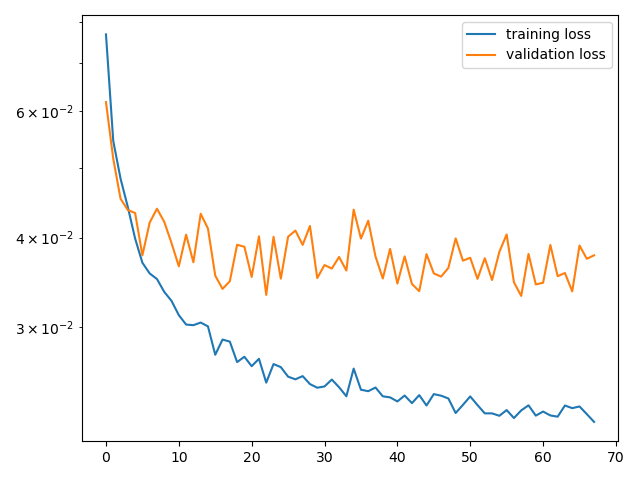 training loss
validation loss
6 × 10⁻²
4 × 10⁻²
3 × 10⁻²
0 10 20 30 40 50 60 70